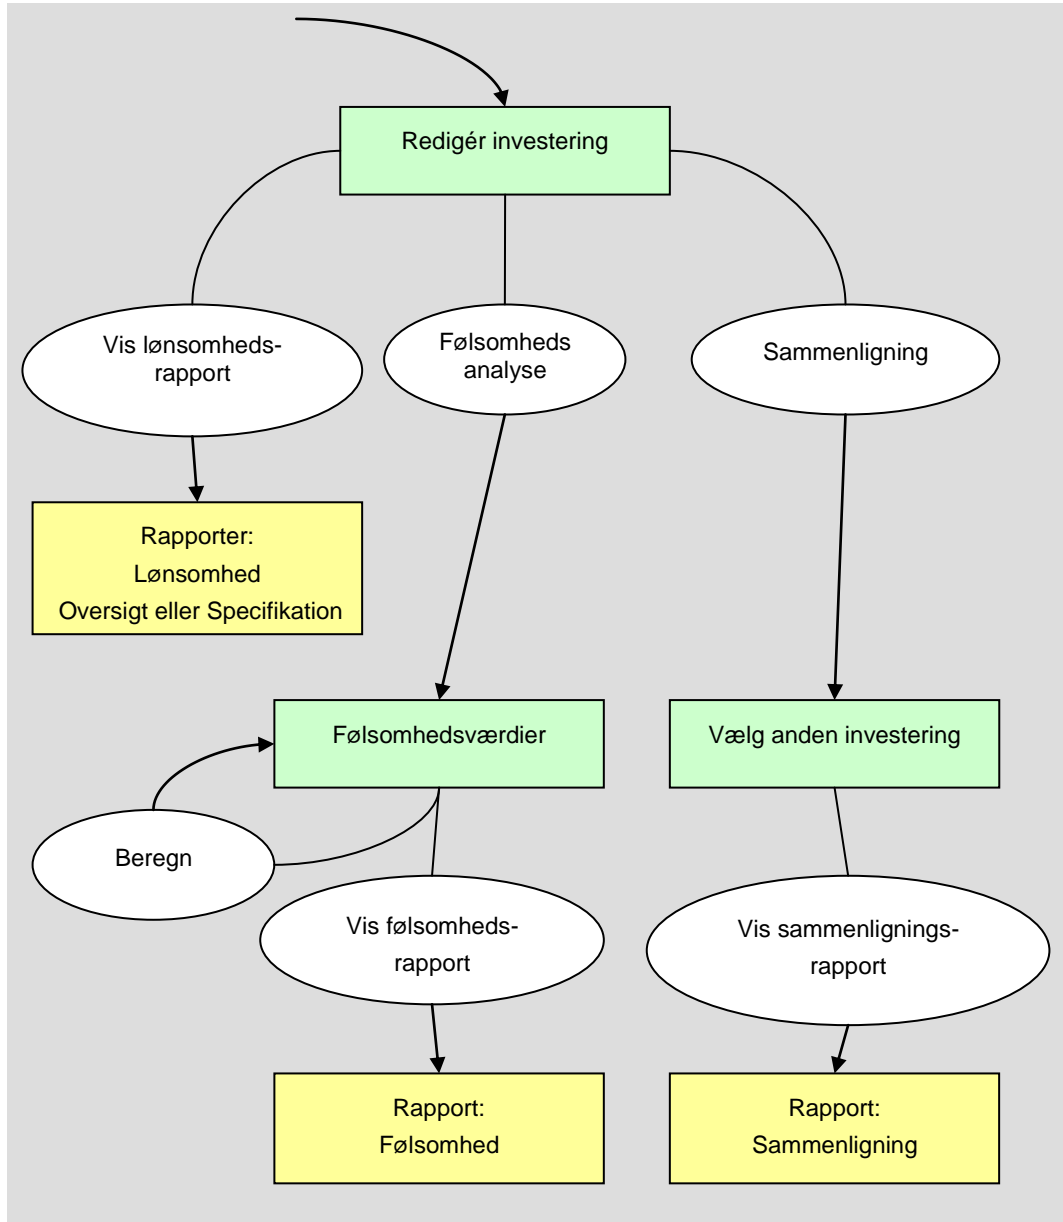 Redigér investering
Vis lønsomheds-
rapport
Følsomheds
analyse
Sammenligning
Rapporter:
Lønsomhed
Oversigt eller Specifikation
Følsomhedsværdier
Vælg anden investering
Beregn
Vis følsomheds-
rapport
Vis sammenlignings-
rapport
Rapport:
Følsomhed
Rapport:
Sammenligning